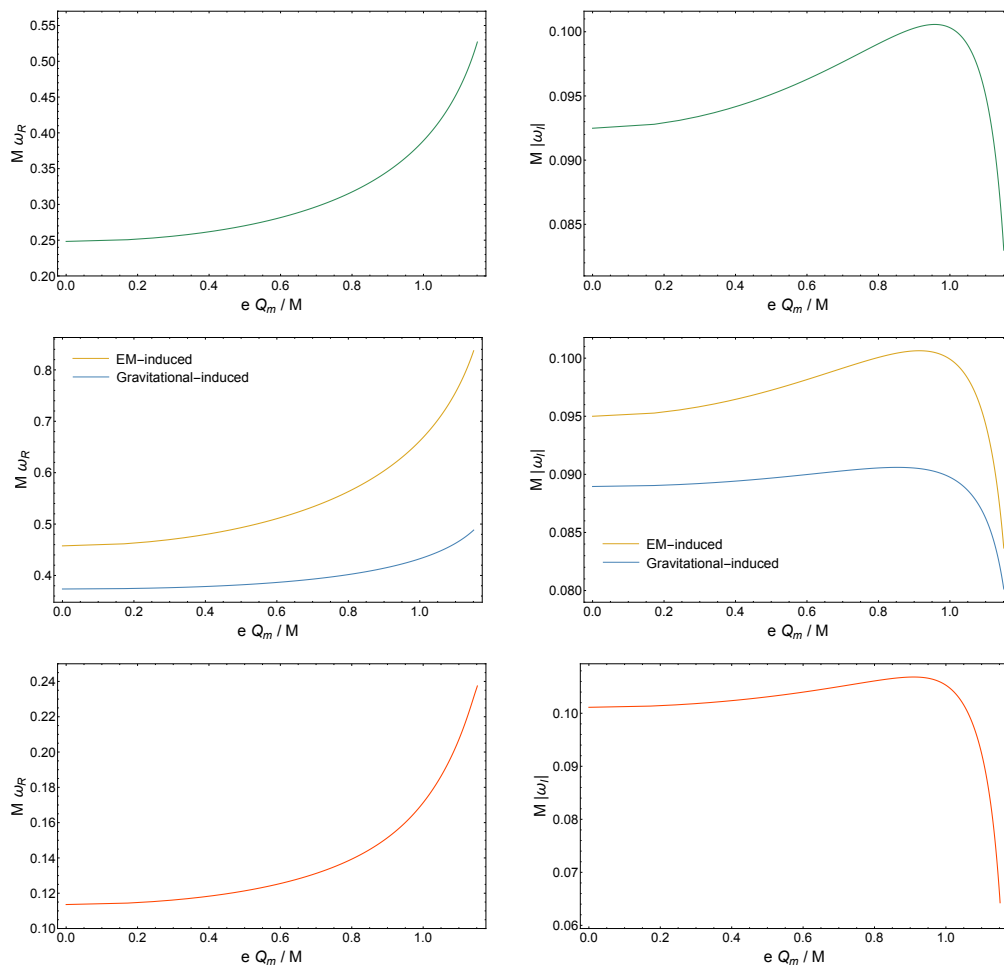 0.55
0.50
0.45
0.40
0.35
0.30
0.25
0.20
M ω_R
0.0 0.2 0.4 0.6 0.8 1.0
e Q_m / M
0.100
0.095
0.090
0.085
M |ω_I|
0.0 0.2 0.4 0.6 0.8 1.0
e Q_m / M
0.8
0.7
0.6
0.5
0.4
M ω_R
EM-induced
Gravitational-induced
0.0 0.2 0.4 0.6 0.8 1.0
e Q_m / M
0.100
0.095
0.090
0.085
0.080
M |ω_I|
EM-induced
Gravitational-induced
0.0 0.2 0.4 0.6 0.8 1.0
e Q_m / M
0.24
0.22
0.20
0.18
0.16
0.14
0.12
0.10
M ω_R
0.0 0.2 0.4 0.6 0.8 1.0
e Q_m / M
0.10
0.09
0.08
0.07
0.06
M |ω_I|
0.0 0.2 0.4 0.6 0.8 1.0
e Q_m / M